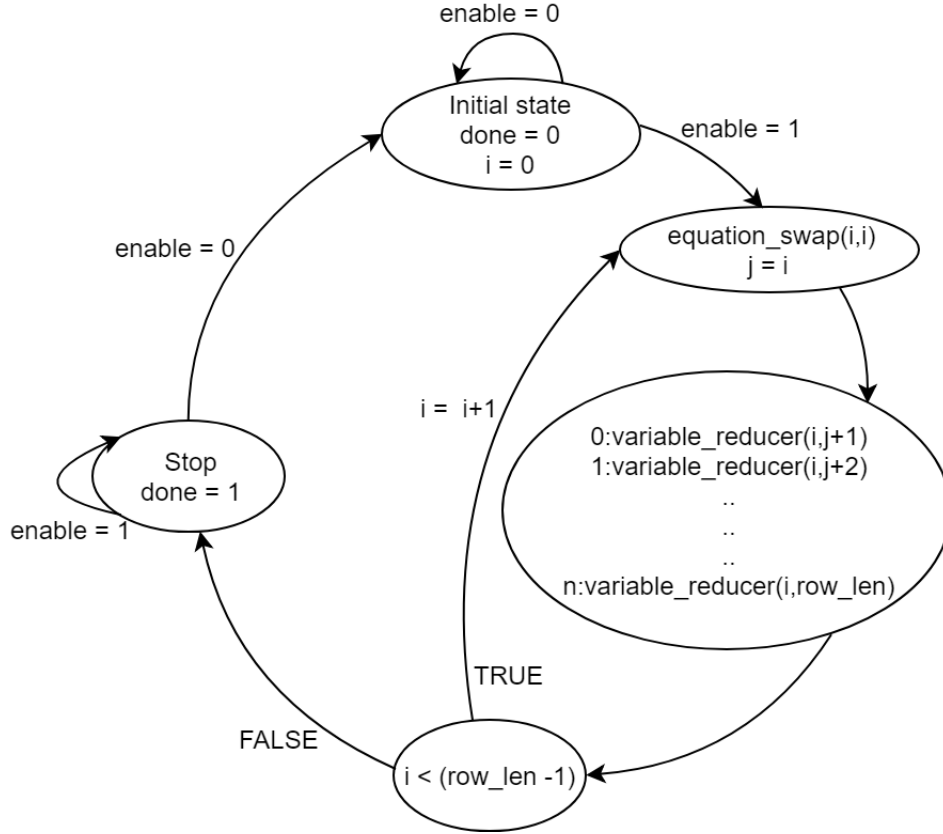 enable = 0
Initial state
done = 0
i = 0
enable = 1
equation_swap(i,i)
j = i
enable = 0
i = i+1
0:variable_reducer(i,j+1)
1:variable_reducer(i,j+2)
..
..
..
n:variable_reducer(i,row_len)
Stop
done = 1
enable = 1
TRUE
FALSE
i < (row_len -1)